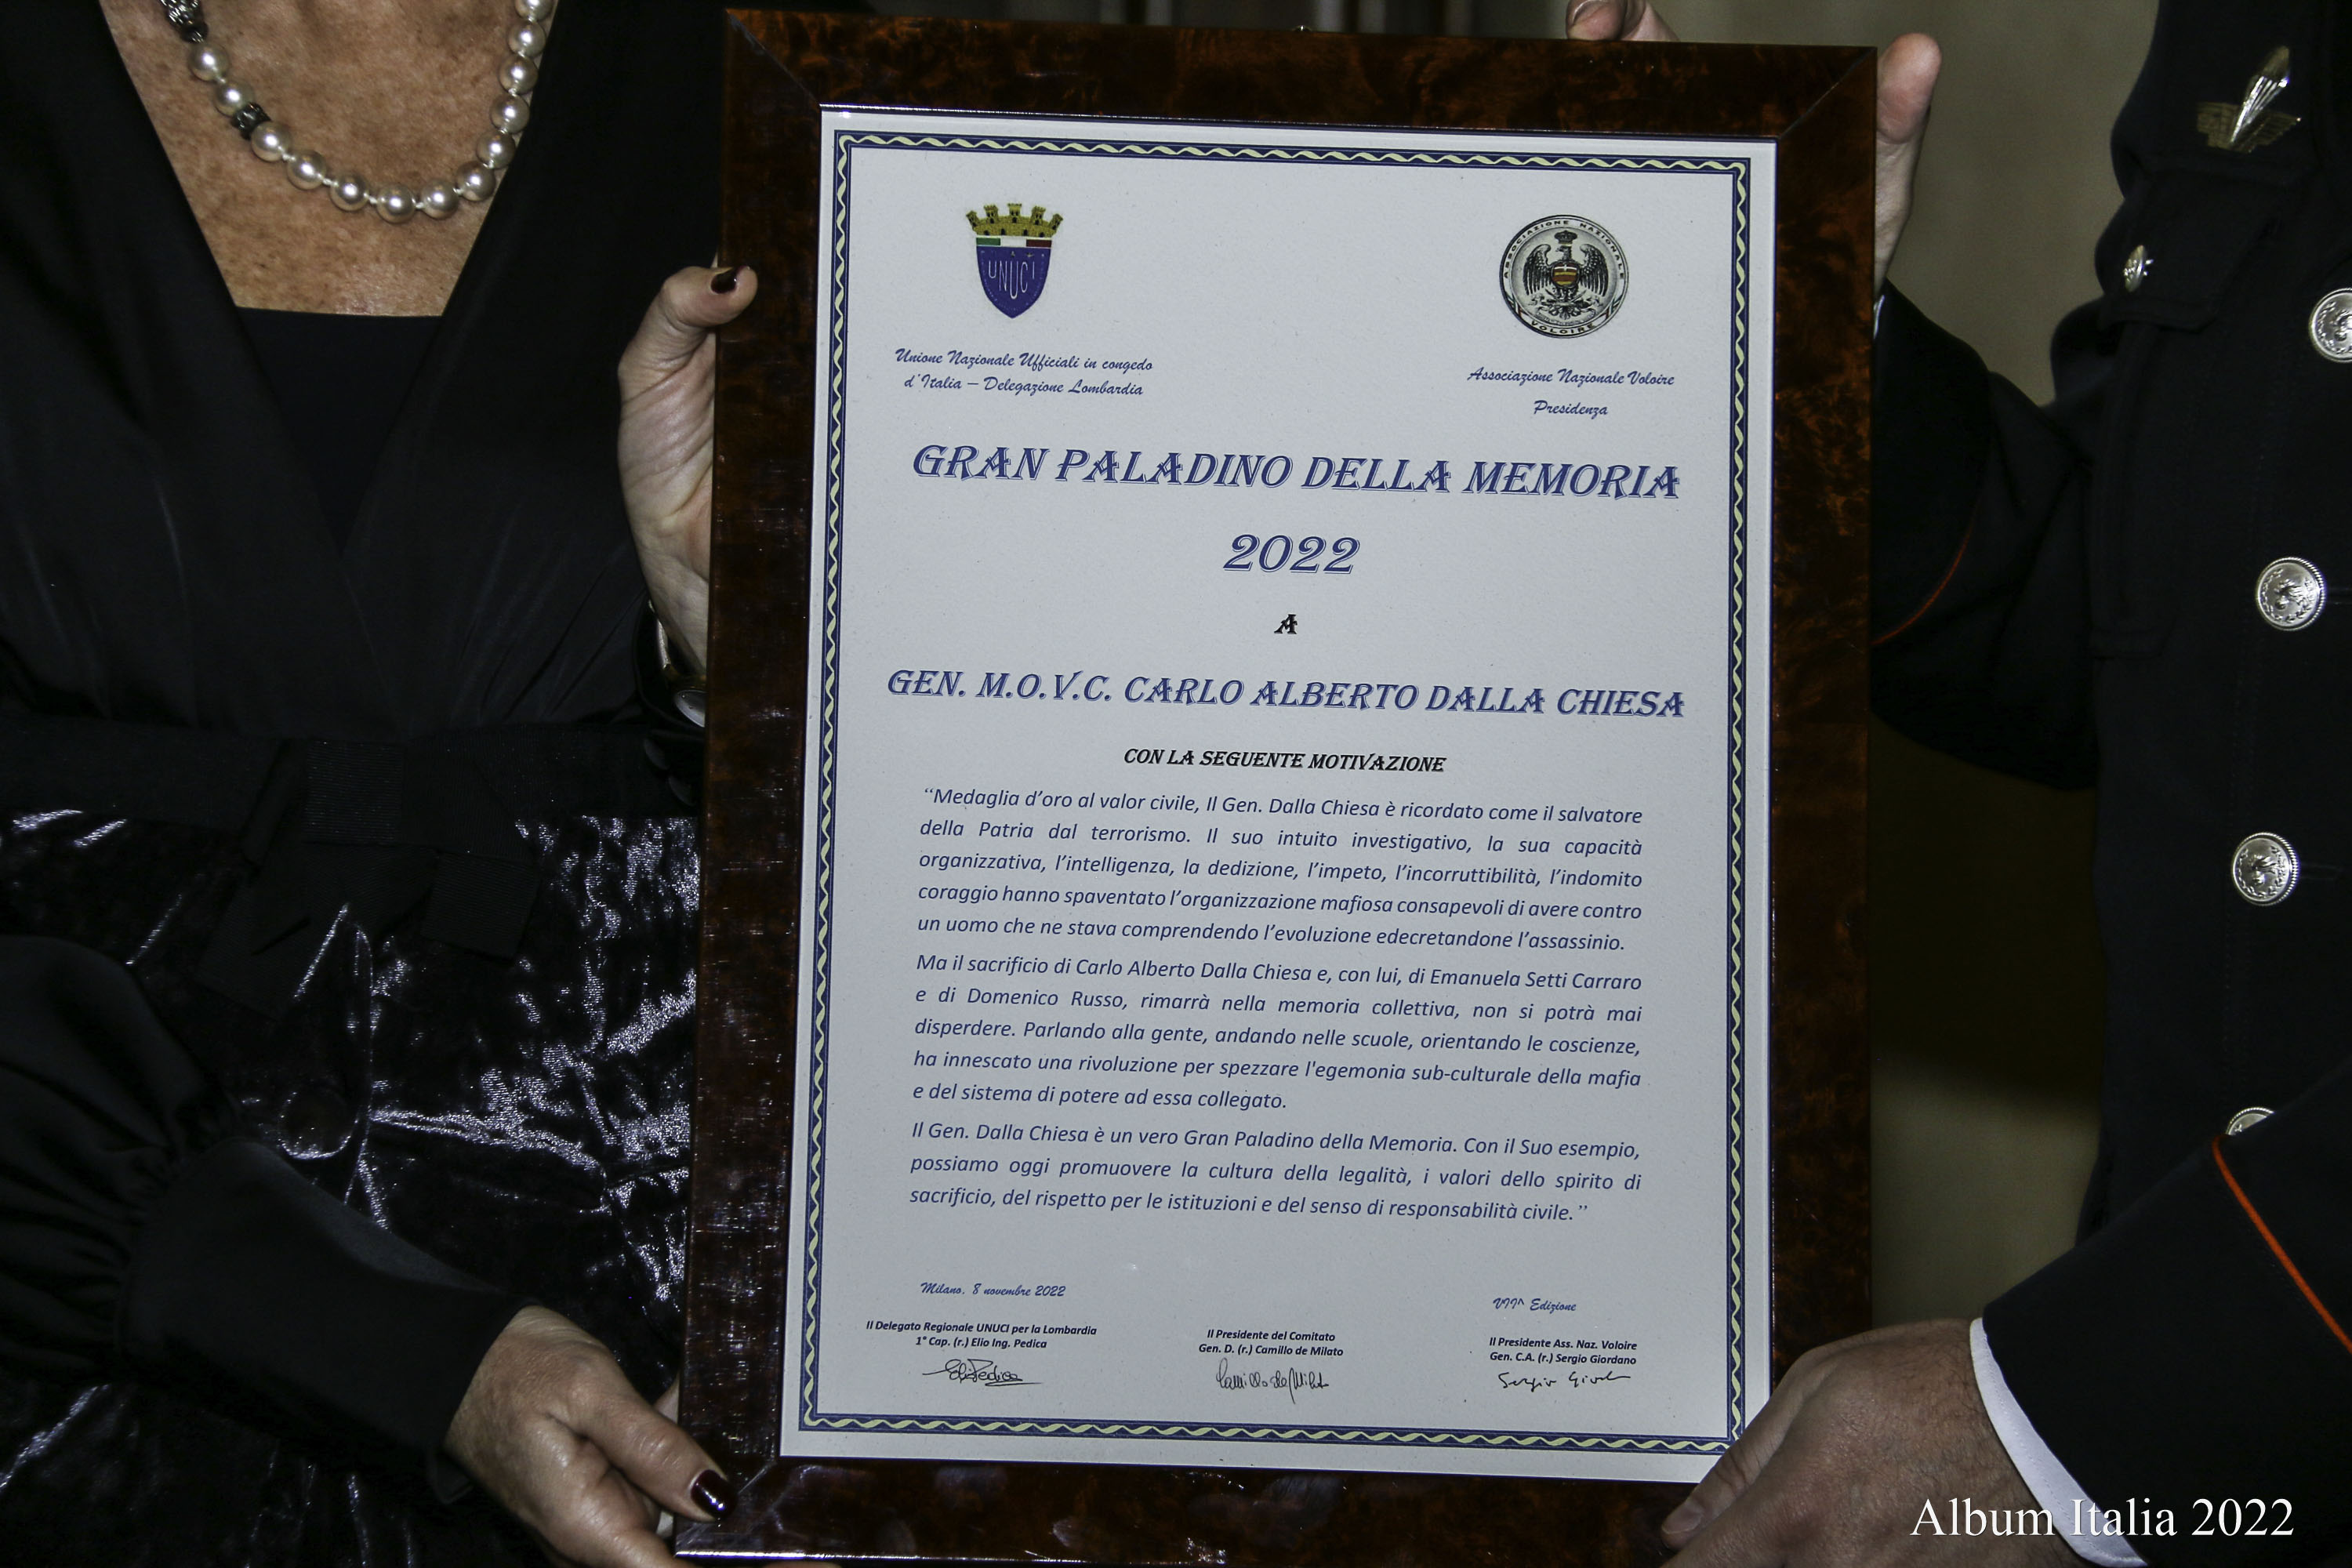 UNUCI
ASSOCIAZIONE NAZIONALE
VOLOIRE
Unione Nazionale Ufficiali in congedo
d'Italia – Delegazione Lombardia
Associazione Nazionale Voloire
Presidenza
GRAN PALADINO DELLA MEMORIA
2022
A
GEN. M.O.V.C. CARLO ALBERTO DALLA CHIESA
CON LA SEGUENTE MOTIVAZIONE
“Medaglia d’oro al valor civile, Il Gen. Dalla Chiesa è ricordato come il salvatore
della Patria dal terrorismo. Il suo intuito investigativo, la sua capacità
organizzativa, l’intelligenza, la dedizione, l’impeto, l’incorruttibilità, l’indomito
coraggio hanno spaventato l’organizzazione mafiosa consapevoli di avere contro
un uomo che ne stava comprendendo l’evoluzione edecretandone l’assassinio.
Ma il sacrificio di Carlo Alberto Dalla Chiesa e, con lui, di Emanuela Setti Carraro
e di Domenico Russo, rimarrà nella memoria collettiva, non si potrà mai
disperdere. Parlando alla gente, andando nelle scuole, orientando le coscienze,
ha innescato una rivoluzione per spezzare l'egemonia sub-culturale della mafia
e del sistema di potere ad essa collegato.
Il Gen. Dalla Chiesa è un vero Gran Paladino della Memoria. Con il Suo esempio,
possiamo oggi promuovere la cultura della legalità, i valori dello spirito di
sacrificio, del rispetto per le istituzioni e del senso di responsabilità civile.”
Milano, 8 novembre 2022
VII^ Edizione
Il Delegato Regionale UNUCI per la Lombardia
1° Cap. (r.) Elio Ing. Pedica
Elio Pedica
Il Presidente del Comitato
Gen. D. (r.) Camillo de Milato
Camillo de Milato
Il Presidente Ass. Naz. Voloire
Gen. C.A. (r.) Sergio Giordano
Sergio Giord
Album Italia 2022